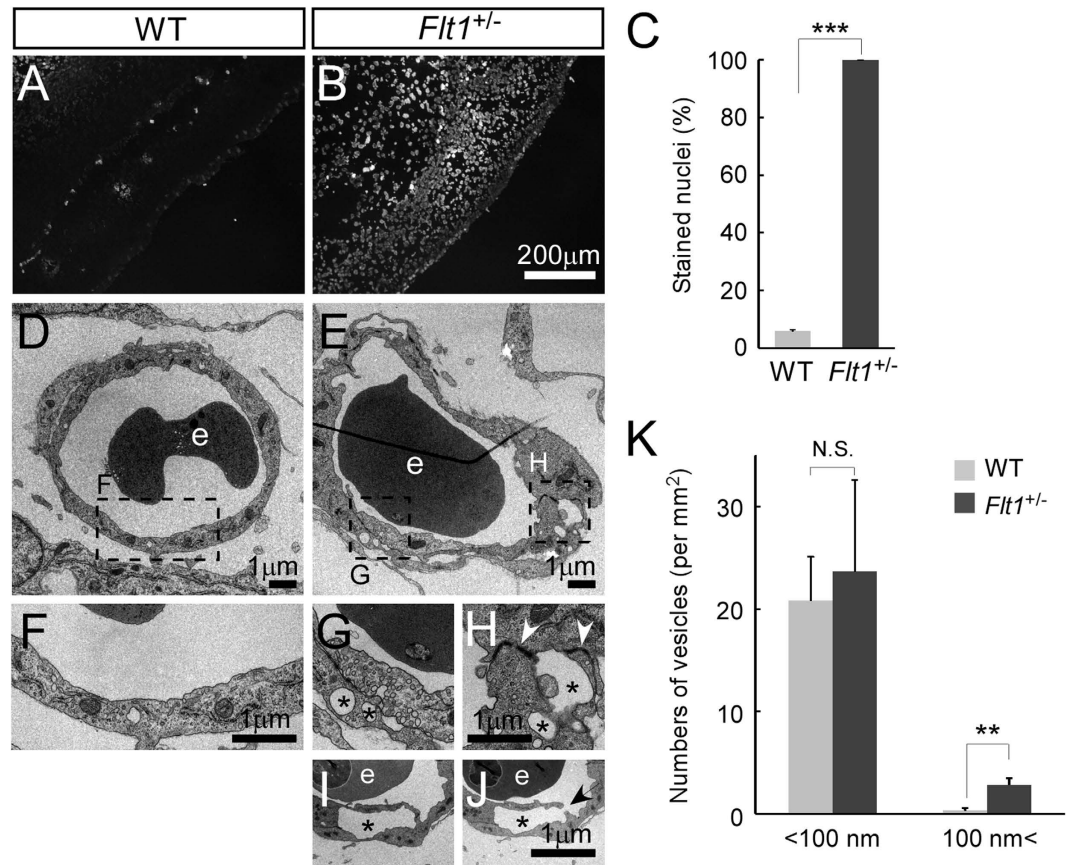 WT
Flt1+/-
A
B
200μm
C
***
Stained nuclei (%)
100
80
60
40
20
0
WT
Flt1+/-
D
e
F
1μm
E
e
H
G
1μm
F
1μm
G
*
*
H
*
*
1μm
I
e
*
J
e
*
1μm
K
N.S.
WT
Flt1+/-
**
Numbers of vesicles (per mm2)
30
20
10
0
<100 nm
100 nm<